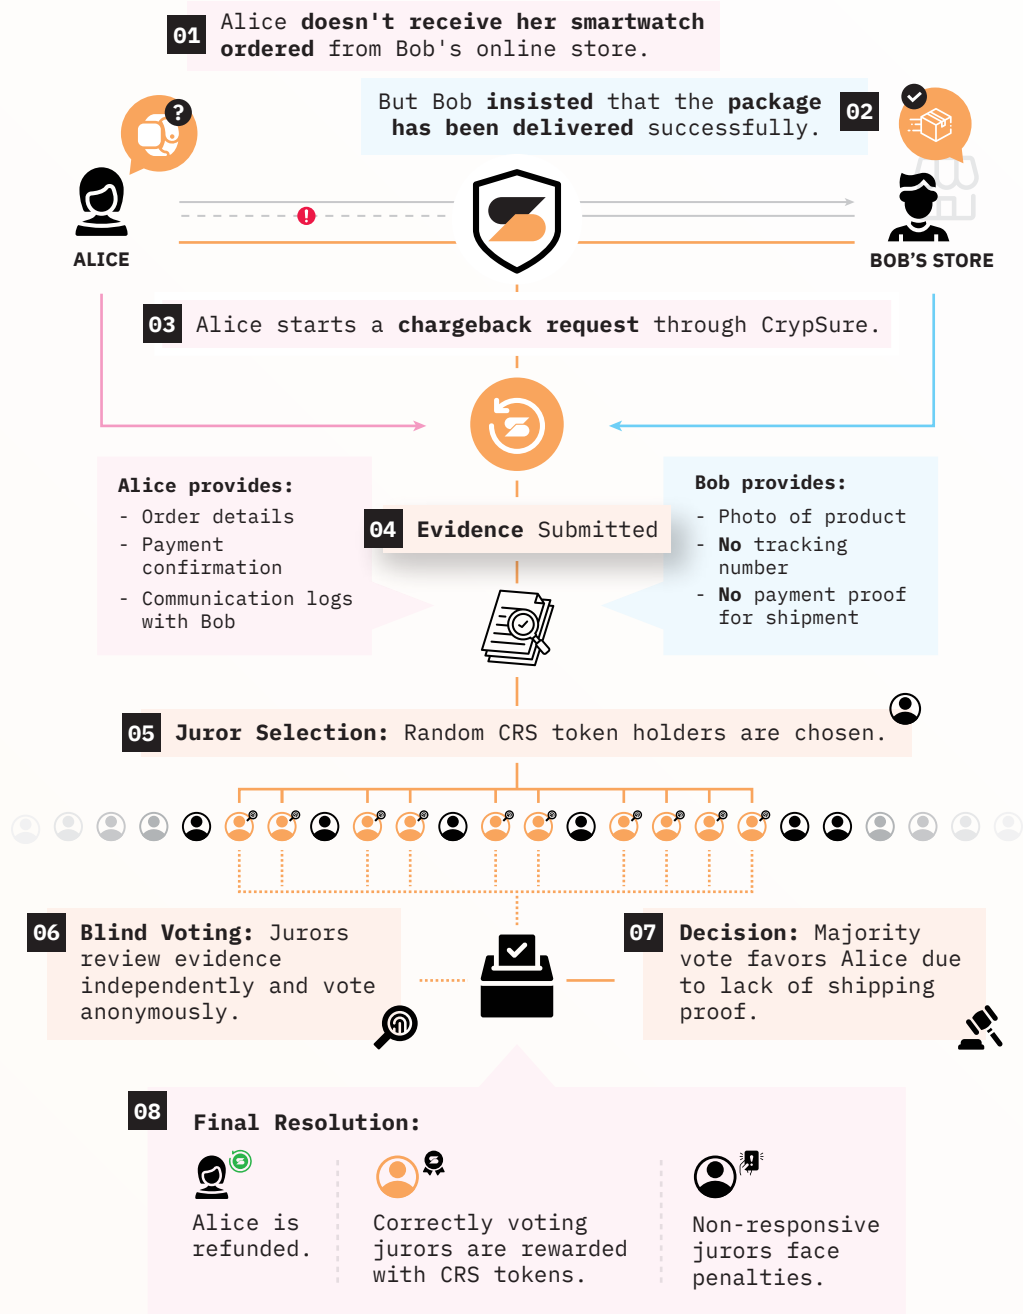 01
Alice doesn't receive her smartwatch
ordered from Bob's online store.
But Bob insisted that the package
has been delivered successfully.
02
?
!
ALICE
BOB'S STORE
03 Alice starts a chargeback request through CrypSure.
Alice provides:
- Order details
- Payment
confirmation
- Communication logs
with Bob
04 Evidence Submitted
Bob provides:
- Photo of product
- No tracking
number
- No payment proof
for shipment
05 Juror Selection: Random CRS token holders are chosen.
06 Blind Voting: Jurors
review evidence
independently and vote
anonymously.
07 Decision: Majority
vote favors Alice due
to lack of shipping
proof.
08
Final Resolution:
Alice is
refunded.
Correctly voting
jurors are rewarded
with CRS tokens.
!
Non-responsive
jurors face
penalties.